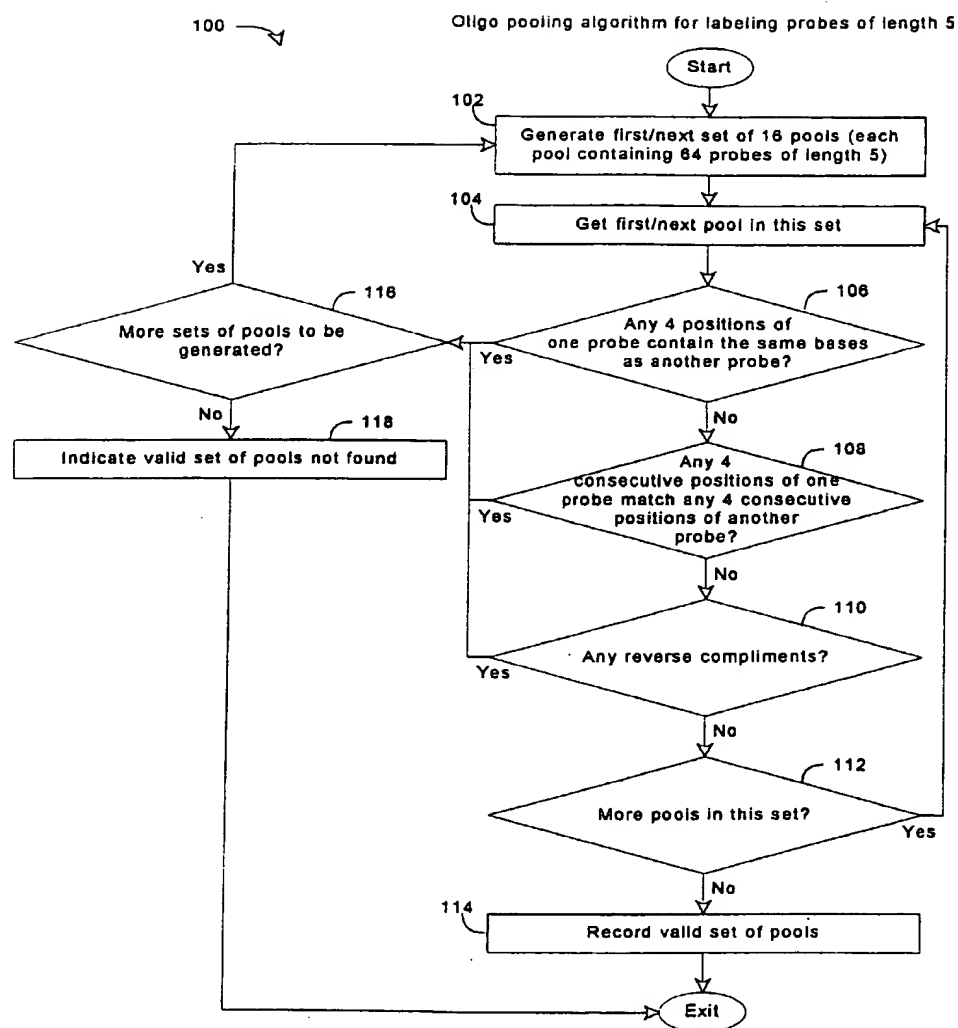 100
Oligo pooling algorithm for labeling probes of length 5
Start
102
Generate first/next set of 16 pools (each
pool containing 64 probes of length 5)
104
Get first/next pool in this set
Yes
116
More sets of pools to be
generated?
106
Any 4 positions of
one probe contain the same bases
as another probe?
Yes
No
No
118
Indicate valid set of pools not found
108
Any 4
consecutive positions of one
probe match any 4 consecutive
positions of another
probe?
Yes
No
110
Any reverse compliments?
Yes
No
112
More pools in this set?
Yes
No
114
Record valid set of pools
Exit